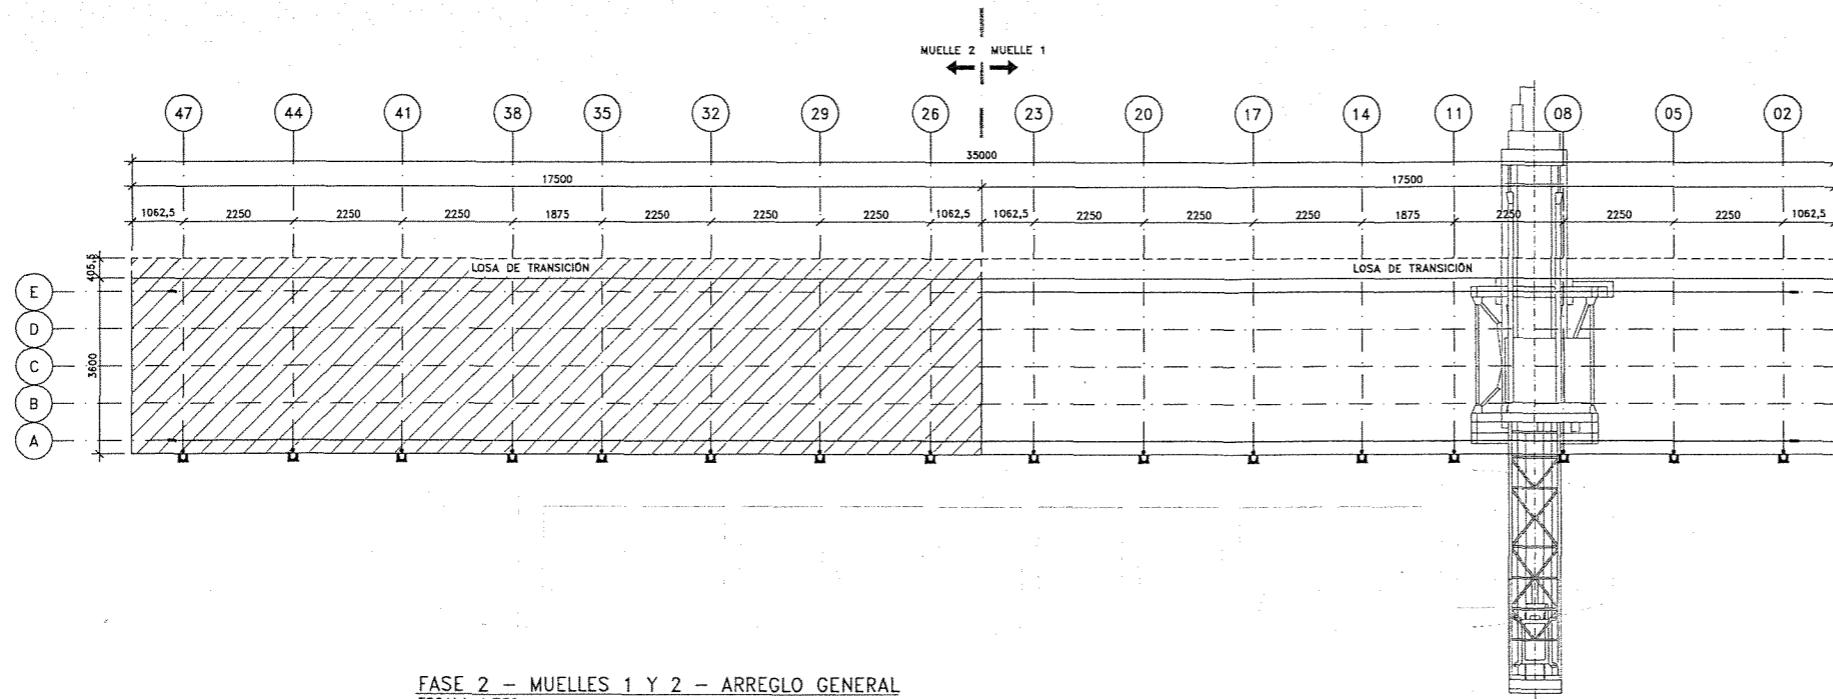 MUELLE 2 MUELLE 1
47 44 41 38 35 32 29 26 23 20 17 14 11 08 05 02
35000
17500 17500
1062,5 2250 2250 2250 1875 2250 2250 2250 1062,5 1062,5 2250 2250 2250 1875 2250 2250 2250 1062,5
405,5
LOSA DE TRANSICIÓN LOSA DE TRANSICIÓN
E
D
C
3600
B
A
FASE 2 - MUELLES 1 Y 2 - ARREGLO GENERAL